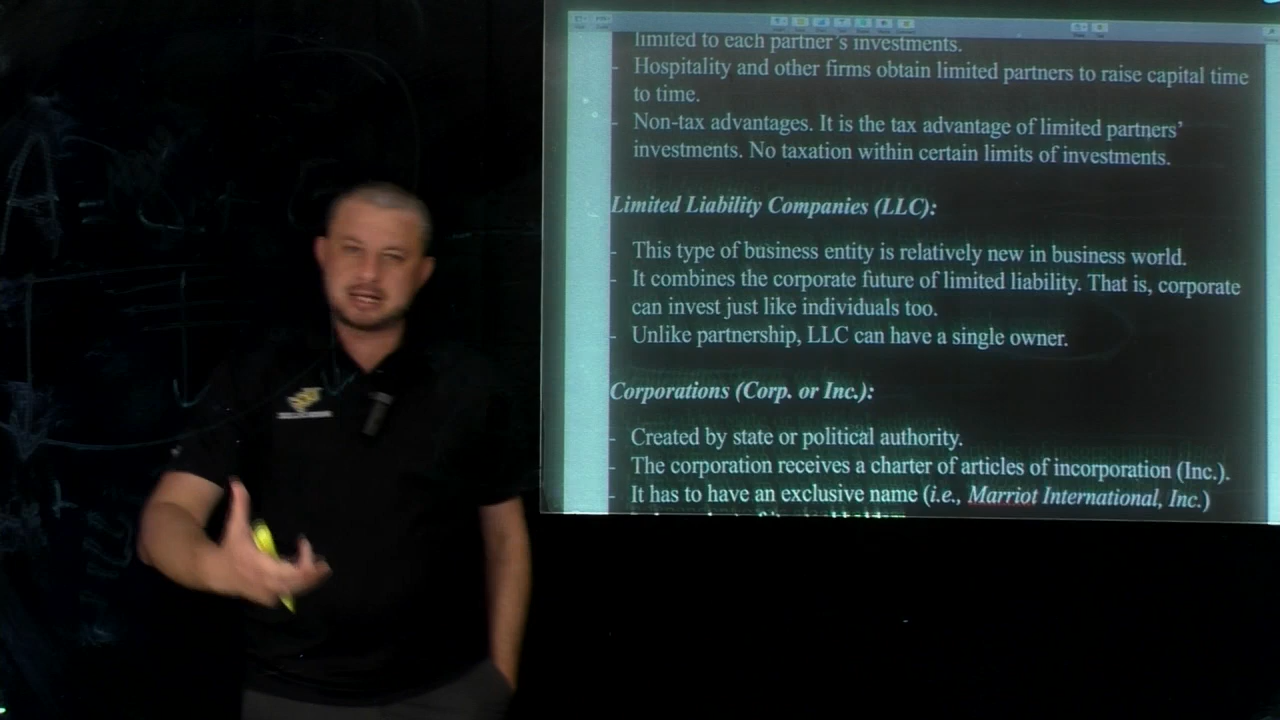 limited to each partner's investments.
- Hospitality and other firms obtain limited partners to raise capital time
to time.
- Non-tax advantages. It is the tax advantage of limited partners'
investments. No taxation within certain limits of investments.
Limited Liability Companies (LLC):
- This type of business entity is relatively new in business world.
- It combines the corporate future of limited liability. That is, corporate
can invest just like individuals too.
- Unlike partnership, LLC can have a single owner.
Corporations (Corp. or Inc.):
- Created by state or political authority.
- The corporation receives a charter of articles of incorporation (Inc.).
- It has to have an exclusive name (i.e., Marriot International, Inc.)